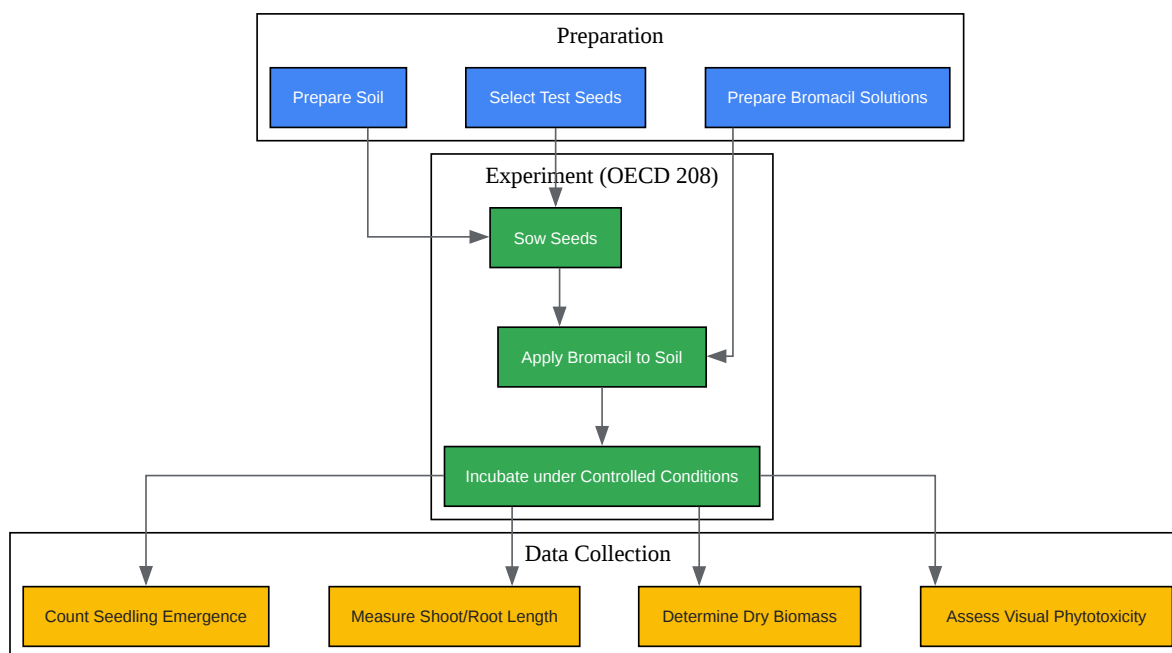 Preparation
Prepare Soil
Select Test Seeds
Prepare Bromacil Solutions
Experiment (OECD 208)
Sow Seeds
Apply Bromacil to Soil
Incubate under Controlled Conditions
Data Collection
Count Seedling Emergence
Measure Shoot/Root Length
Determine Dry Biomass
Assess Visual Phytotoxicity